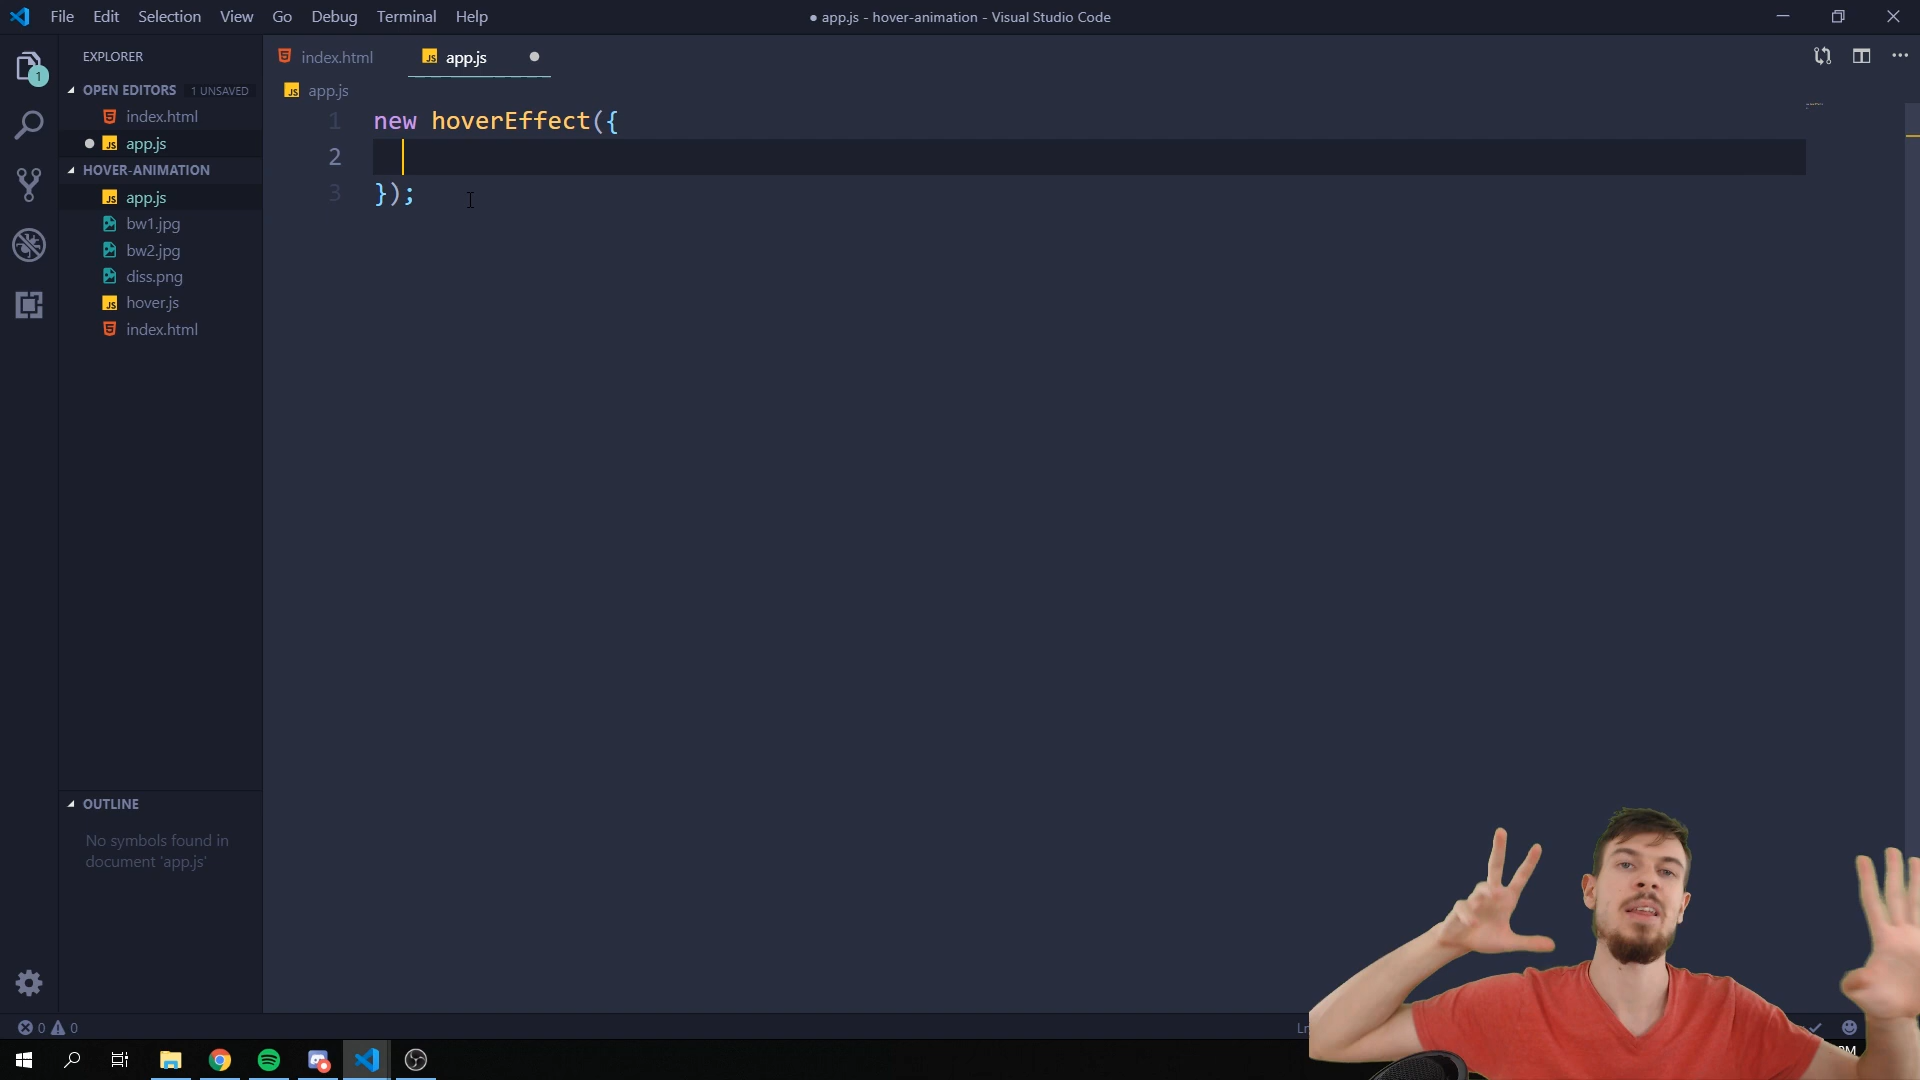 File Edit Selection View Go Debug Terminal Help
● app.js - hover-animation - Visual Studio Code
EXPLORER
OPEN EDITORS 1 UNSAVED
index.html
app.js
HOVER-ANIMATION
app.js
bw1.jpg
bw2.jpg
diss.png
hover.js
index.html
OUTLINE
No symbols found in
document 'app.js'
index.html app.js
app.js
1 new hoverEffect({
2
3 });
0 0
1